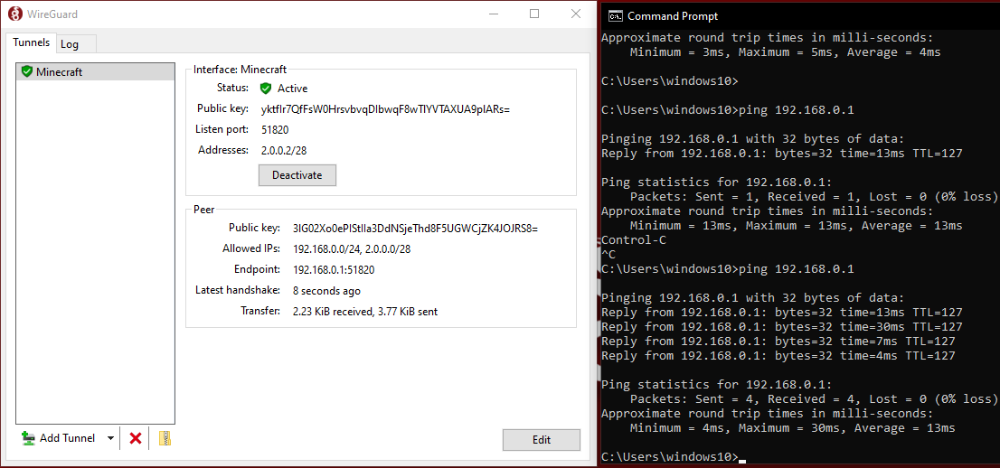 WireGuard
Tunnels
Log
Minecraft
Interface: Minecraft
Status: Active
Public key: yktfIr7QfFsW0HrsvbvqDIbwqF8wTIYVTAXUA9pIARs=
Listen port: 51820
Addresses: 2.0.0.2/28
Deactivate
Peer
Public key: 3IG02Xo0ePIStIIa3DdNSjeThd8F5UGWCjZK4JOJRS8=
Allowed IPs: 192.168.0.0/24, 2.0.0.0/28
Endpoint: 192.168.0.1:51820
Latest handshake: 8 seconds ago
Transfer: 2.23 KiB received, 3.77 KiB sent
Add Tunnel
Edit
C:\
Command Prompt
Approximate round trip times in milli-seconds:
Minimum = 3ms, Maximum = 5ms, Average = 4ms
C:\Users\windows10>
C:\Users\windows10>ping 192.168.0.1
Pinging 192.168.0.1 with 32 bytes of data:
Reply from 192.168.0.1: bytes=32 time=13ms TTL=127
Ping statistics for 192.168.0.1:
Packets: Sent = 1, Received = 1, Lost = 0 (0% loss)
Approximate round trip times in milli-seconds:
Minimum = 13ms, Maximum = 13ms, Average = 13ms
Control-C
^C
C:\Users\windows10>ping 192.168.0.1
Pinging 192.168.0.1 with 32 bytes of data:
Reply from 192.168.0.1: bytes=32 time=13ms TTL=127
Reply from 192.168.0.1: bytes=32 time=30ms TTL=127
Reply from 192.168.0.1: bytes=32 time=7ms TTL=127
Reply from 192.168.0.1: bytes=32 time=4ms TTL=127
Ping statistics for 192.168.0.1:
Packets: Sent = 4, Received = 4, Lost = 0 (0% loss)
Approximate round trip times in milli-seconds:
Minimum = 4ms, Maximum = 30ms, Average = 13ms
C:\Users\windows10>